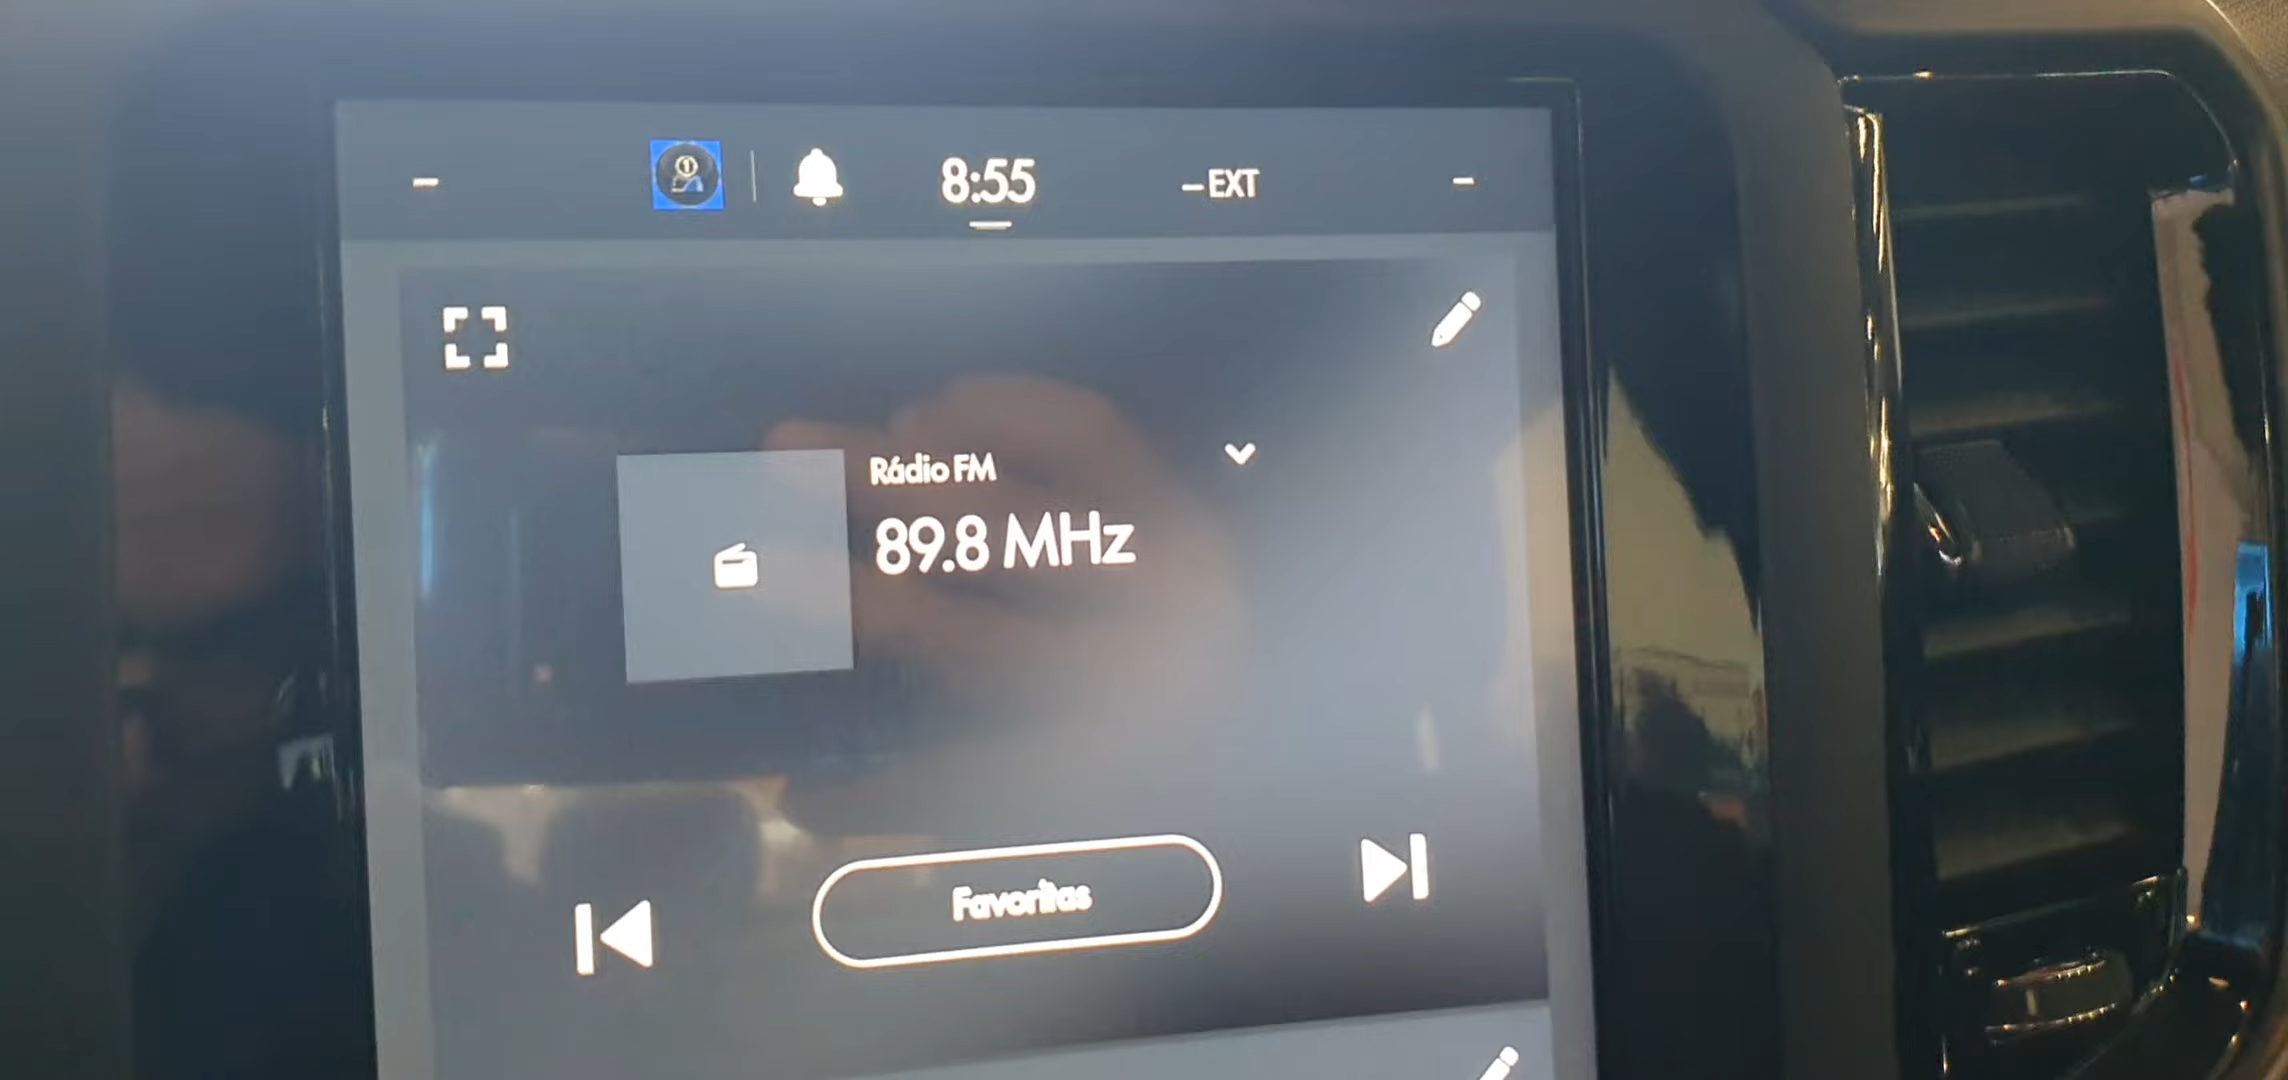 – 8:55 –EXT –
Rádio FM
89.8 MHz
Favoritas